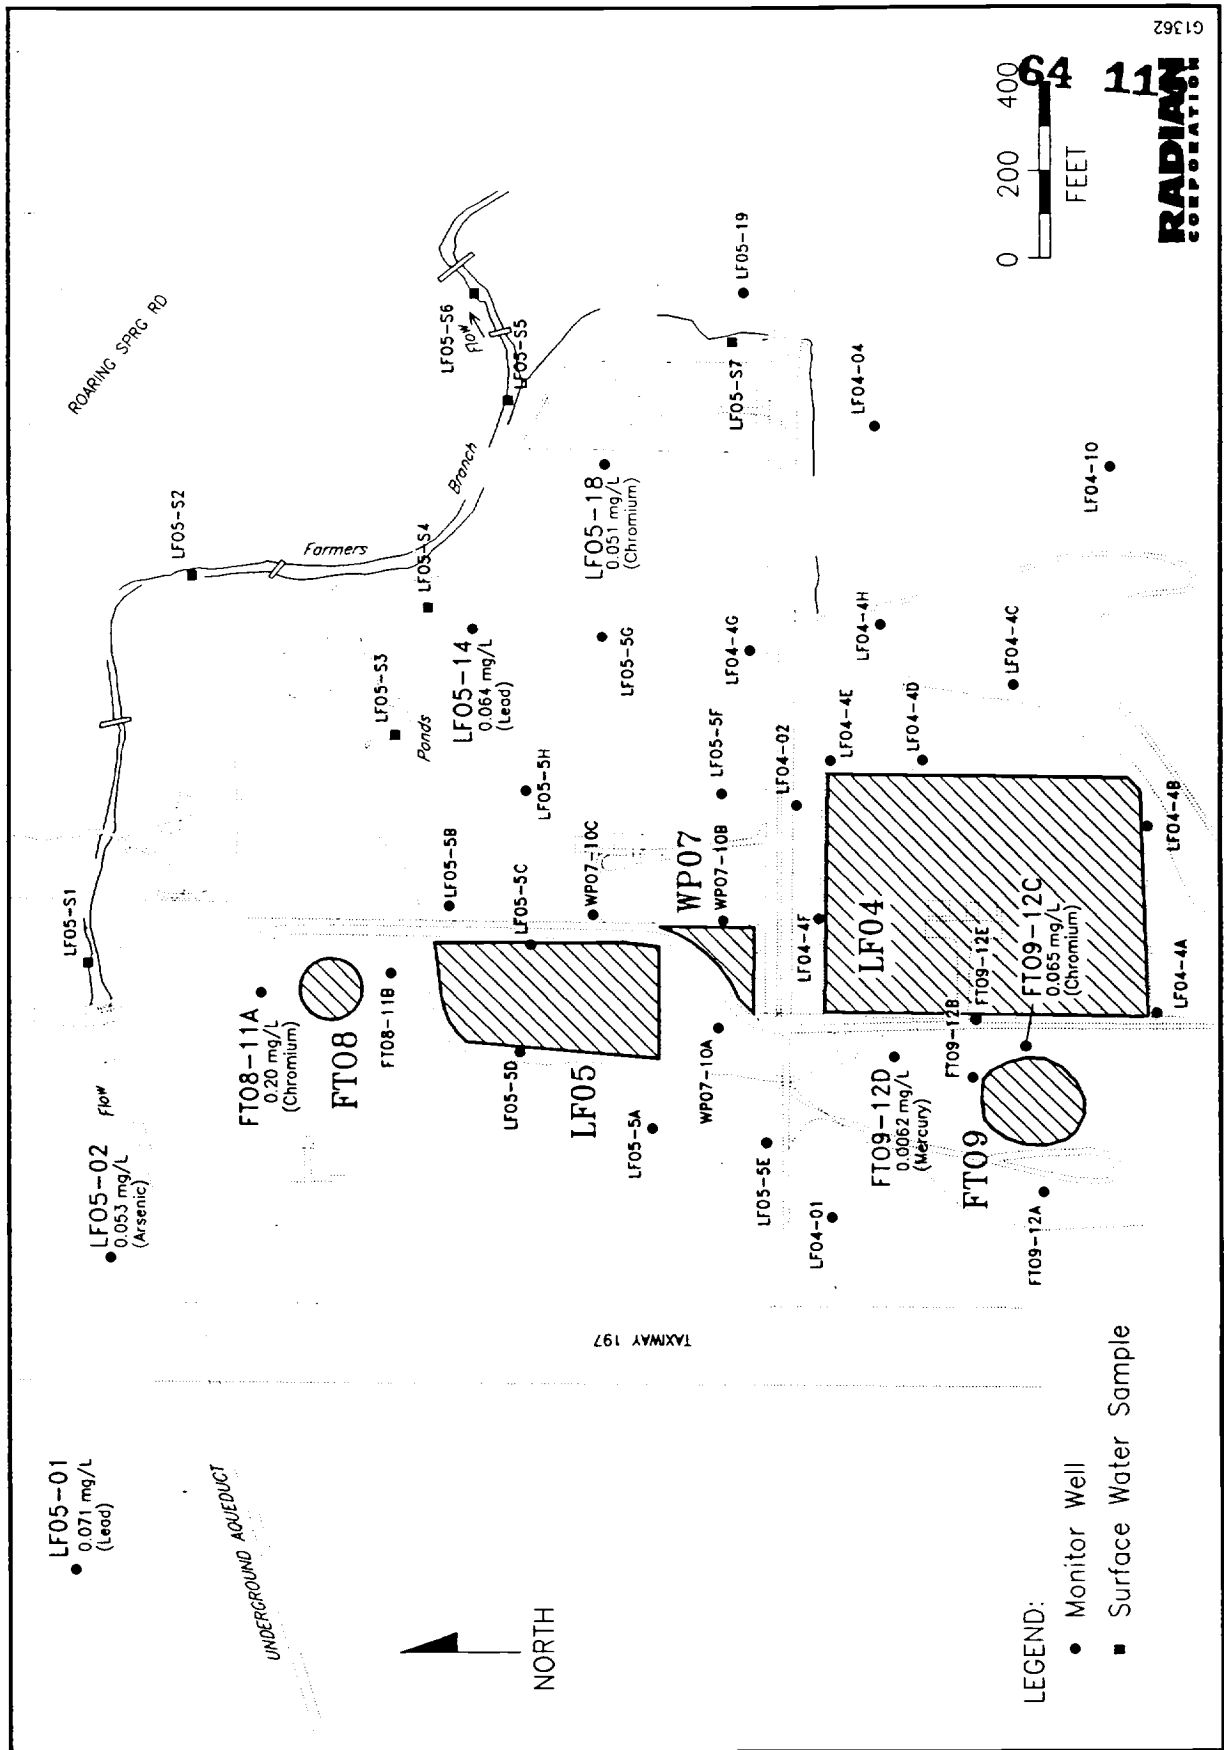 G1362
64 11
RADIAN
CORPORATION
0 200 400
FEET
ROARING SPRG RD
LF05-S1
LF05-S2
Farmers
Branch
LF05-S3
Ponds
LF05-S4
LF05-S5
LF05-S6
Flow
LF05-S7
LF05-19
LF05-01
0.071 mg/L
(Lead)
LF05-02
0.053 mg/L
(Arsenic)
Flow
FT08-11A
0.20 mg/L
(Chromium)
FT08
FT08-11B
LF05-5B
LF05-5C
LF05-5D
LF05
LF05-5A
LF05-5H
LF05-14
0.064 mg/L
(Lead)
LF05-18
0.051 mg/L
(Chromium)
LF05-5G
WP07-10C
WP07
WP07-10B
WP07-10A
LF05-5F
LF05-5E
LF04-4G
LF04-02
LF04-01
LF04-4F
LF04
LF04-4E
LF04-4D
LF04-4H
LF04-4C
LF04-04
LF04-10
LF04-4B
LF04-4A
FT09-12D
0.0062 mg/L
(Mercury)
FT09-12B
FT09-12E
FT09-12C
0.065 mg/L
(Chromium)
FT09
FT09-12A
TAXIWAY 197
UNDERGROUND AQUEDUCT
NORTH
LEGEND:
Monitor Well
Surface Water Sample